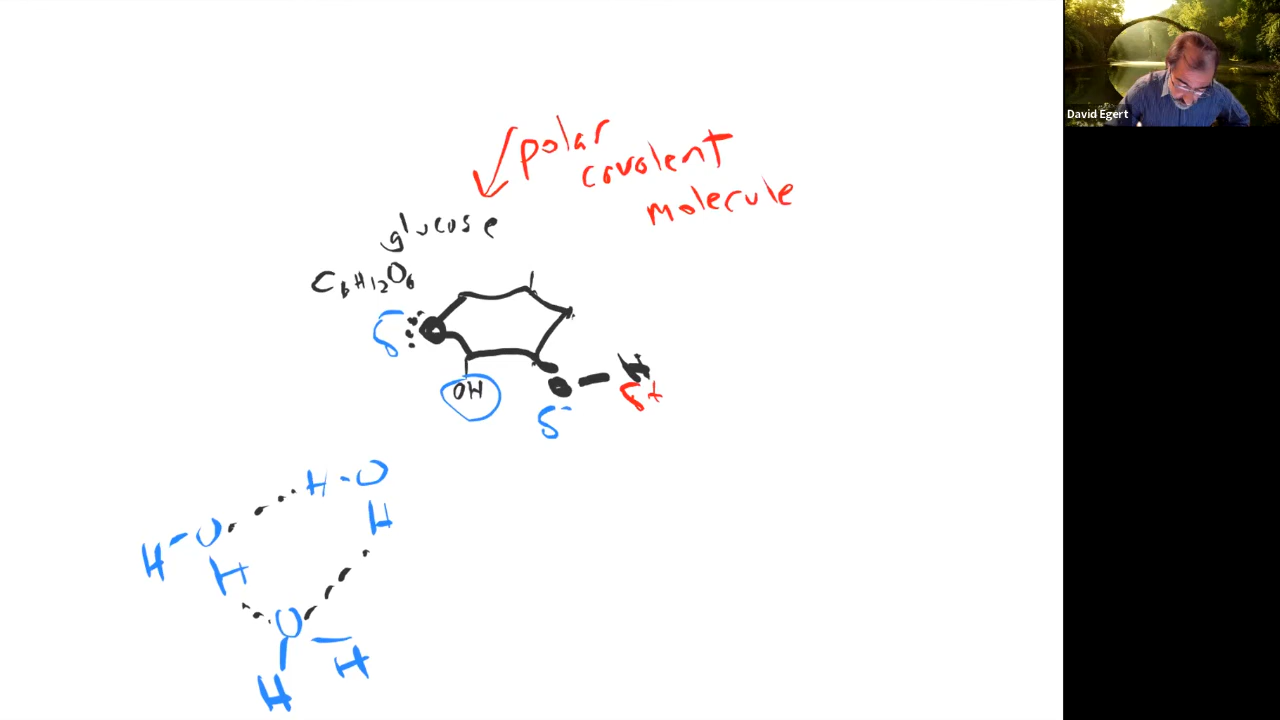 David Egert
polar
covalent
molecule
glucose
C6H12O6
δ-
OH
H
δ+
δ-
H-O
H
H-O
H
O
H
H